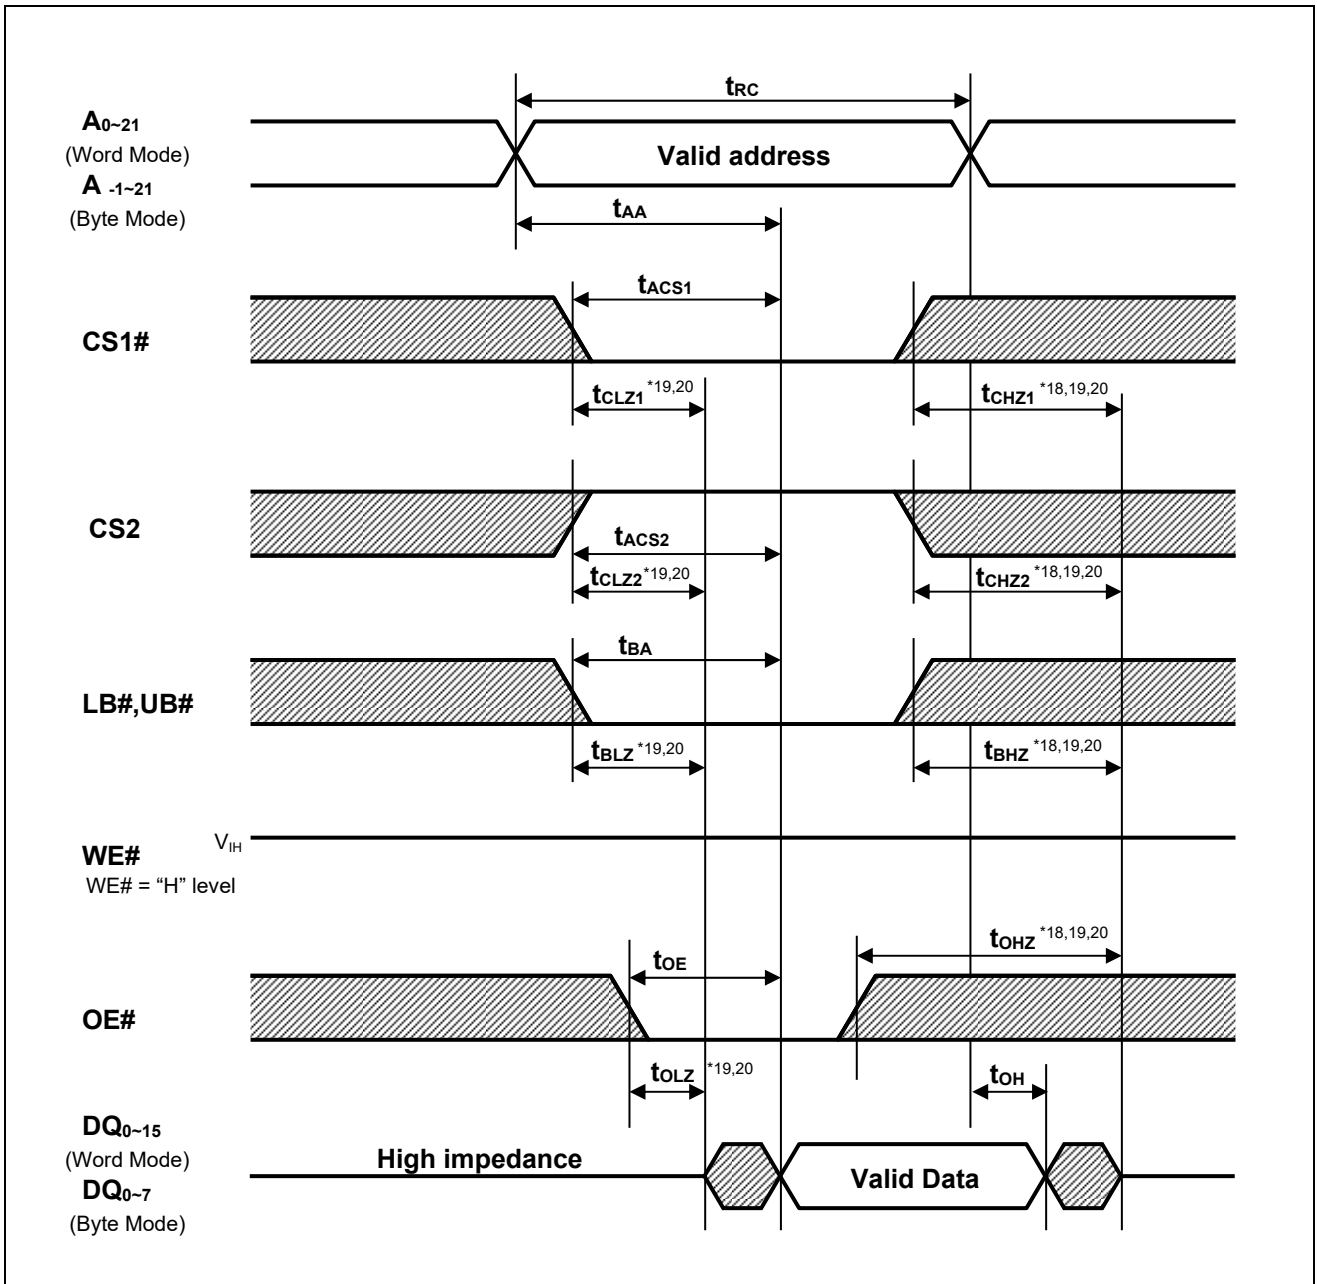 tRC
A0~21
(Word Mode)
Valid address
A -1~21
(Byte Mode)
tAA
tACS1
CS1#
tCLZ1 *19,20
tCHZ1 *18,19,20
CS2
tACS2
tCLZ2 *19,20
tCHZ2 *18,19,20
tBA
LB#,UB#
tBLZ *19,20
tBHZ *18,19,20
VIH
WE#
WE# = “H” level
tOHZ *18,19,20
tOE
OE#
tOLZ *19,20
tOH
DQ0~15
(Word Mode)
High impedance
Valid Data
DQ0~7
(Byte Mode)